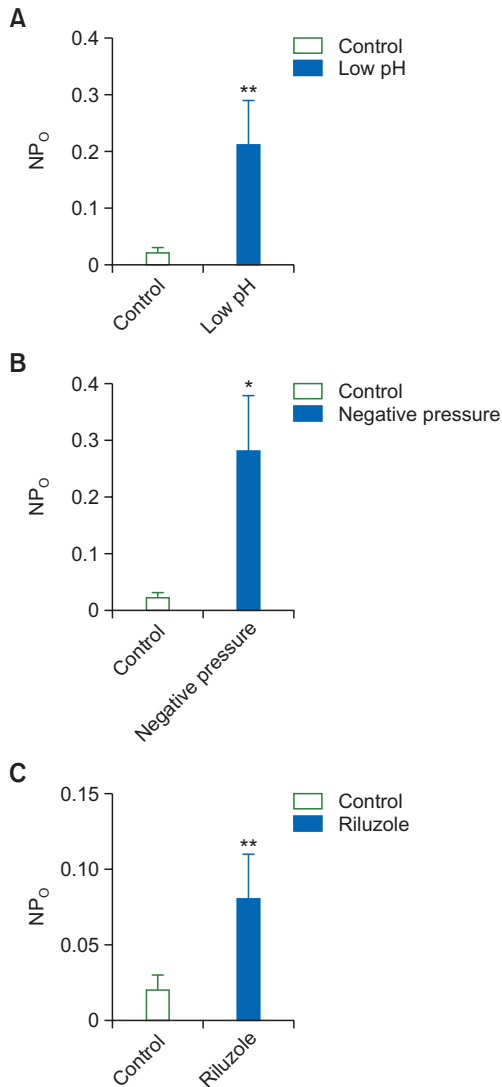 A
Control
Low pH
0.4
0.3
0.2
0.1
0
NPO
**
Control
Low pH
B
Control
Negative pressure
0.4
0.3
0.4
0.1
0
NPO
*
Control
Negative pressure
C
Control
Riluzole
0.15
0.10
0.05
0
NPO
**
Control
Riluzole